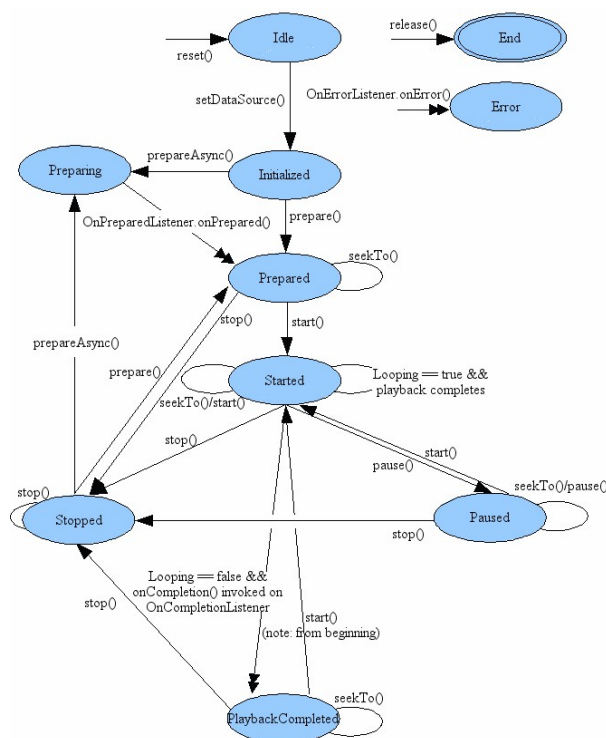 Idle
reset()
release()
End
setDataSource()
OnErrorListener.onError()
Error
Preparing
prepareAsync()
Initialized
OnPreparedListener.onPrepared()
prepare()
Prepared
seekTo()
stop()
start()
prepareAsync()
prepare()
Started
Looping == true &&
playback completes
seekTo()/start()
stop()
start()
pause()
stop()
Stopped
seekTo()/pause()
Paused
stop()
Looping == false &&
onCompletion() invoked on
OnCompletionListener
stop()
start()
(note: from beginning)
PlaybackCompleted
seekTo()